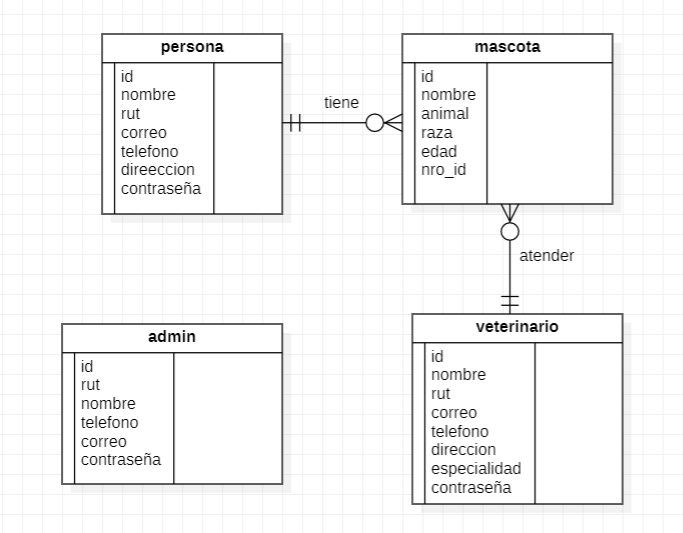 persona
id
nombre
rut
correo
telefono
direeccion
contraseña
tiene
mascota
id
nombre
animal
raza
edad
nro_id
atender
admin
id
rut
nombre
telefono
correo
contraseña
veterinario
id
nombre
rut
correo
telefono
direccion
especialidad
contraseña